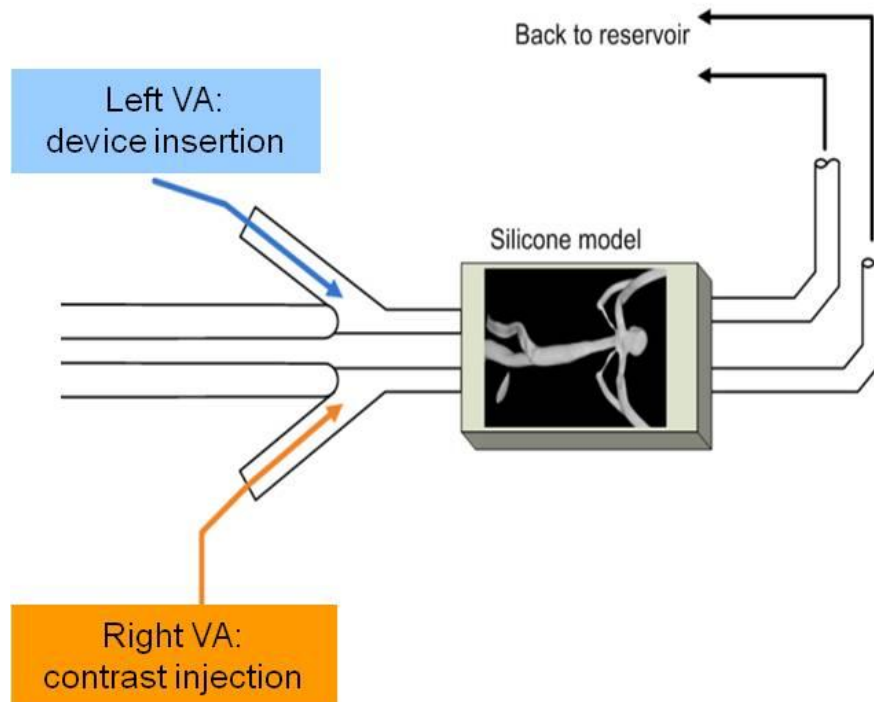 Back to reservoir
Left VA:
device insertion
Silicone model
Right VA:
contrast injection